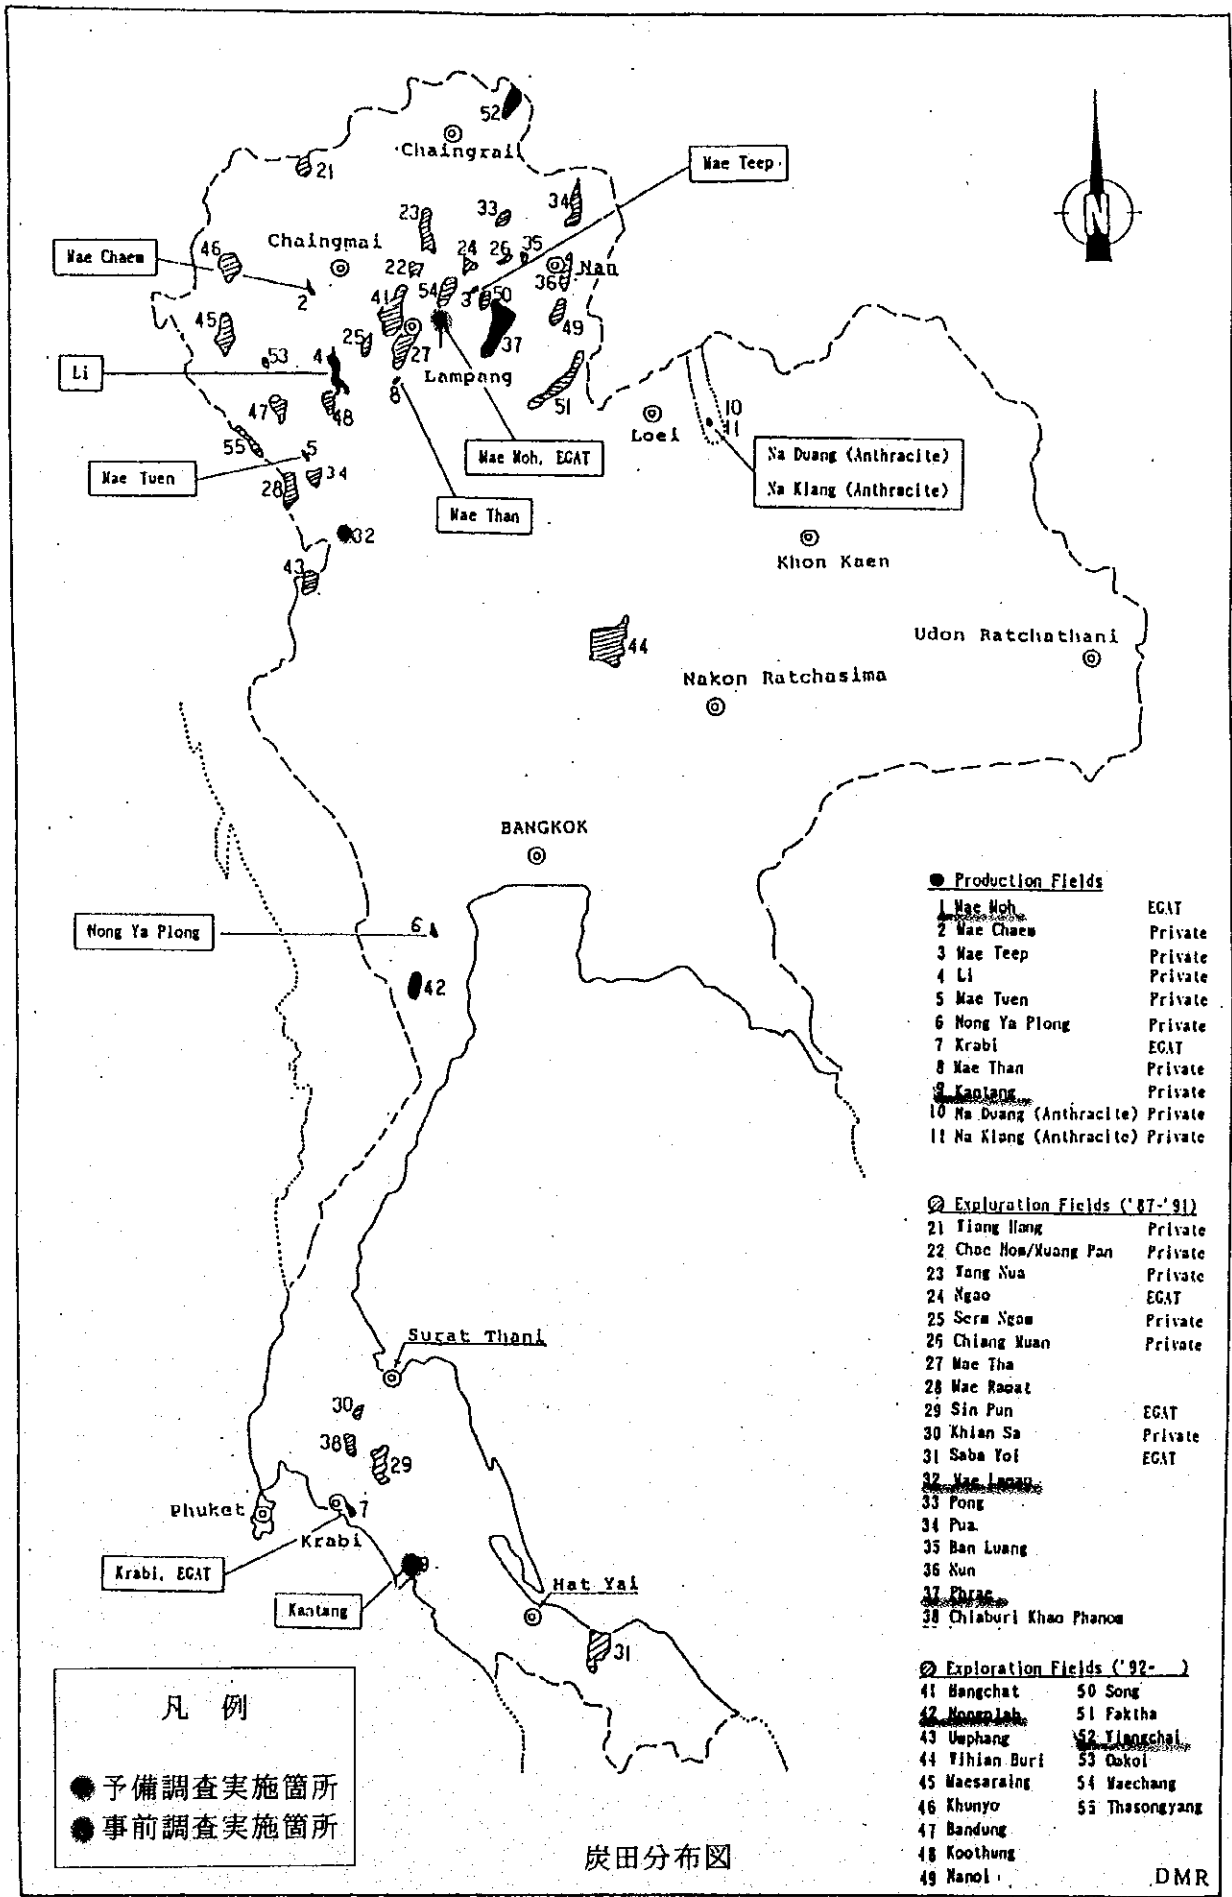 52
Chaingrai
21
Mae Teep
23
33
34
Chaingmai
46
Mae Chaem
22
24
26
35
Nan
36
2
41
54
3
50
45
25
27
37
49
Lampang
53
4
Li
8
51
47
48
Loei
10
11
55
5
Mae Moh, EGAT
Na Duang (Anthracite)
Na Klang (Anthracite)
Mae Tuen
34
28
Mae Than
32
Khon Kaen
43
44
Udon Ratchathani
Nakon Ratchasima
BANGKOK
Nong Ya Plong
6
42
Surat Thani
30
38
29
Phuket
7
Krabi
Krabi, EGAT
9
Kantang
Hat Yai
31
N
Production Fields
1 Mae Moh EGAT
2 Mae Chaem Private
3 Mae Teep Private
4 Li Private
5 Mae Tuen Private
6 Nong Ya Plong Private
7 Krabi EGAT
8 Mae Than Private
9 Kantang Private
10 Na Duang (Anthracite) Private
11 Na Klang (Anthracite) Private
Exploration Fields ('87-'91)
21 Tiang Hang Private
22 Chae Hom/Muang Pan Private
23 Wang Nua Private
24 Ngao EGAT
25 Serm Ngam Private
26 Chiang Muan Private
27 Mae Tha
28 Mae Ramat
29 Sin Pun EGAT
30 Khian Sa Private
31 Saba Yoi EGAT
32 Mae Lamao
33 Pong
34 Pua
35 Ban Luang
36 Nun
37 Phrae
38 Chiaburi Khao Phanom
Exploration Fields ('92- )
41 Hangchat 50 Song
42 Nongplab 51 Faktha
43 Umphang 52 Tiangchai
44 Wihian Buri 53 Omkoi
45 Maesaraing 54 Maechang
46 Khunyo 55 Thasongyang
47 Bandung
48 Koothung
49 Nanoi
凡 例
予備調査実施箇所
事前調査実施箇所
炭田分布図
DMR